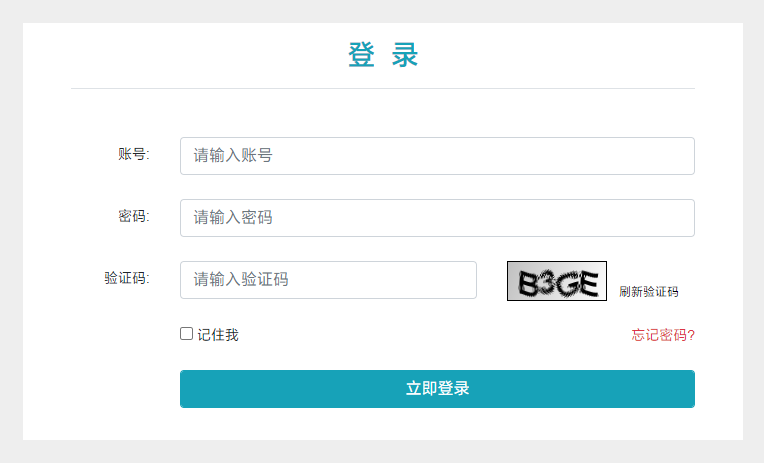 登 录
账号: 请输入账号
密码: 请输入密码
验证码: 请输入验证码 B3GE 刷新验证码
记住我 忘记密码?
立即登录